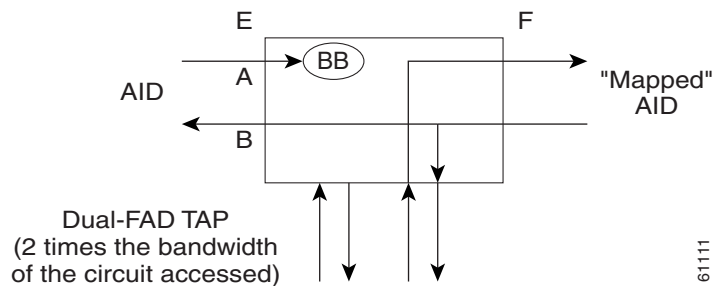 E
F
BB
A
AID
"Mapped"
AID
B
Dual-FAD TAP
(2 times the bandwidth
of the circuit accessed)
61111